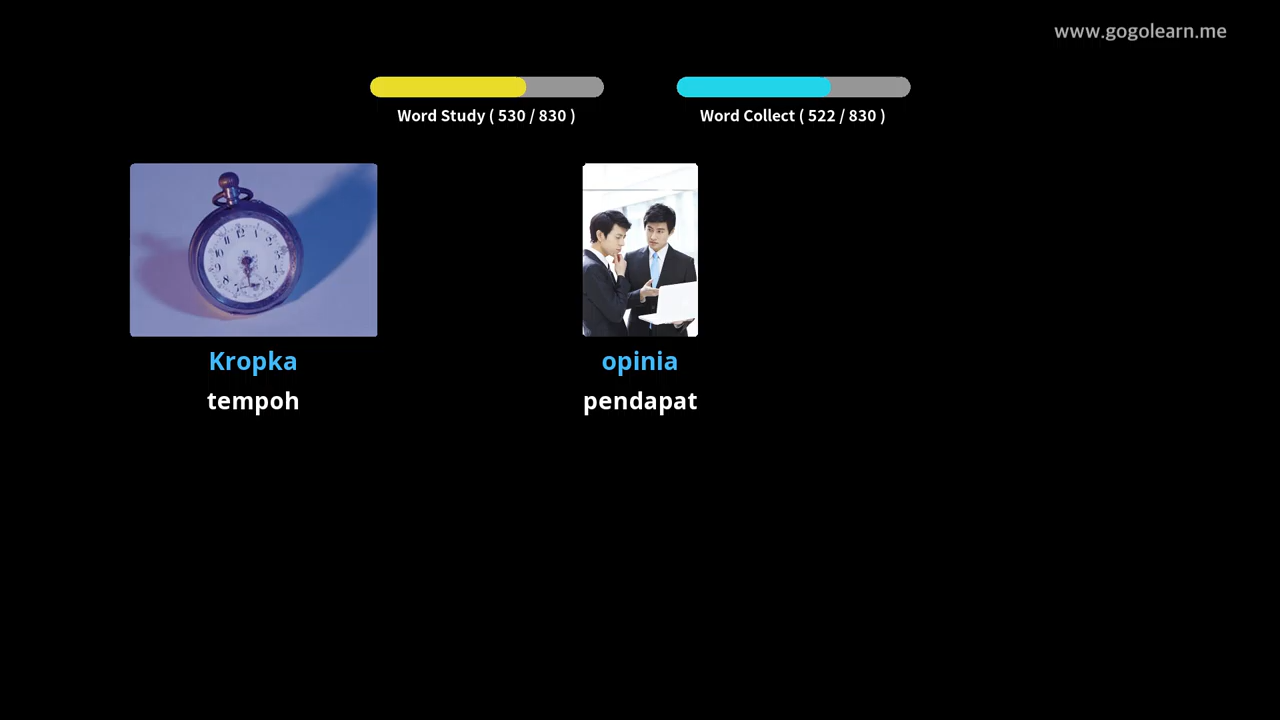 www.gogolearn.me
Word Study ( 530 / 830 )
Word Collect ( 522 / 830 )
Kropka
tempoh
opinia
pendapat